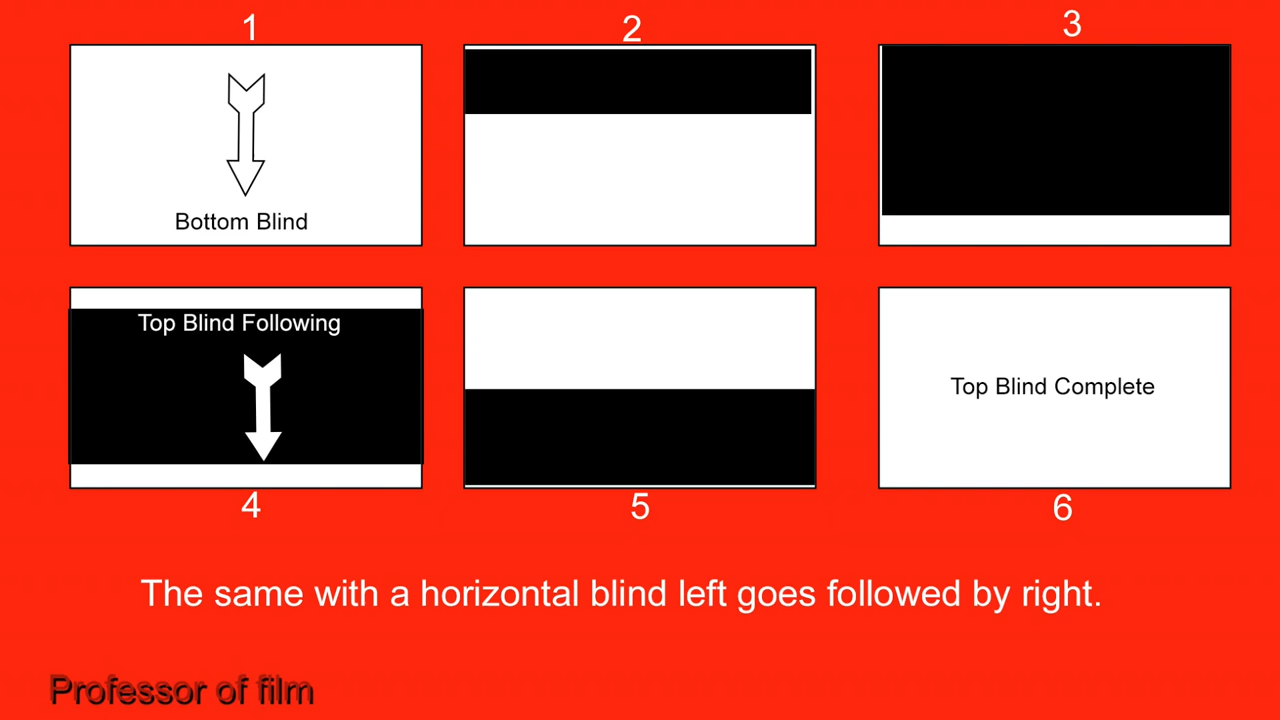 1
2
3
Bottom Blind
Top Blind Following
Top Blind Complete
4
5
6
The same with a horizontal blind left goes followed by right.
Professor of film